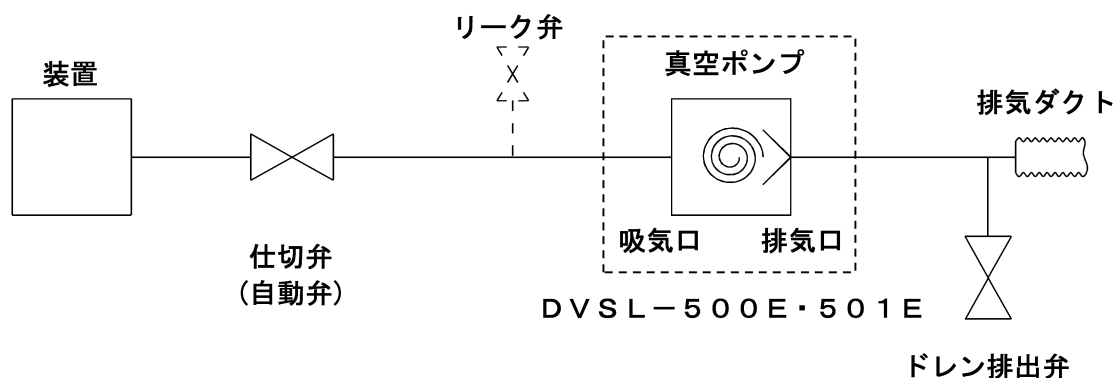 リーク弁
真空ポンプ
装置
排気ダクト
吸気口
排気口
仕切弁
(自動弁)
DVSL-500E・501E
ドレン排出弁